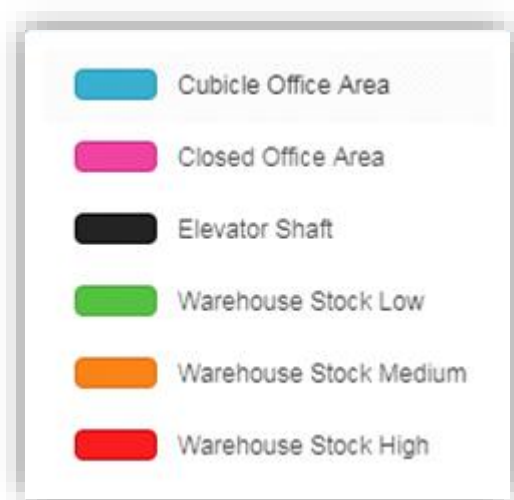 Cubicle Office Area
Closed Office Area
Elevator Shaft
Warehouse Stock Low
Warehouse Stock Medium
Warehouse Stock High